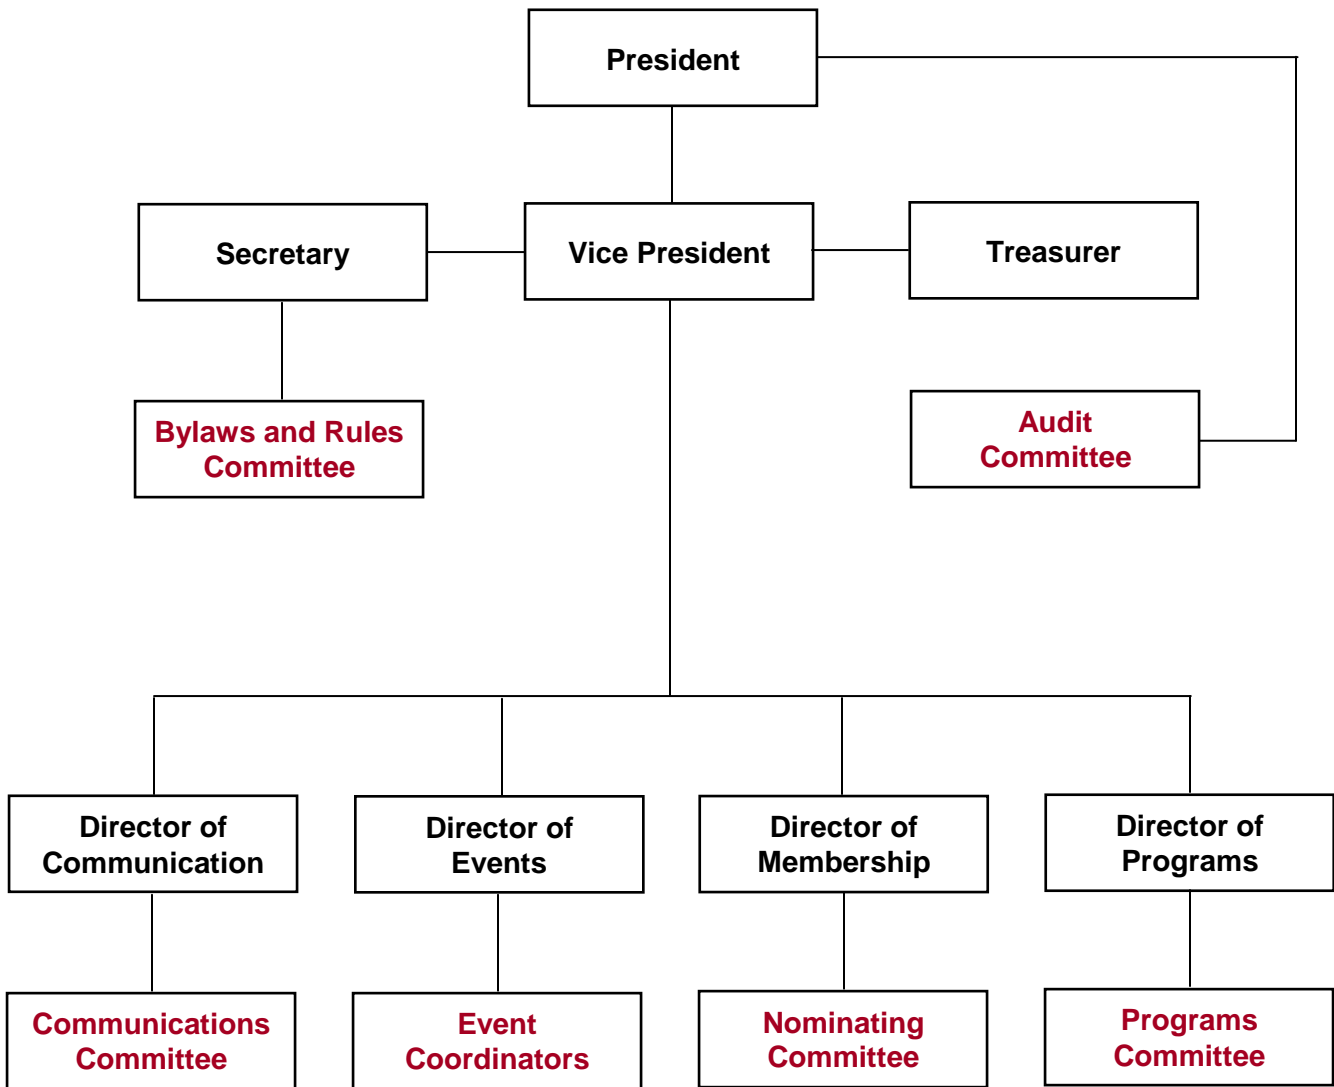 President
Secretary
Vice President
Treasurer
Bylaws and Rules
Committee
Audit
Committee
Director of
Communication
Director of
Events
Director of
Membership
Director of
Programs
Communications
Committee
Event
Coordinators
Nominating
Committee
Programs
Committee